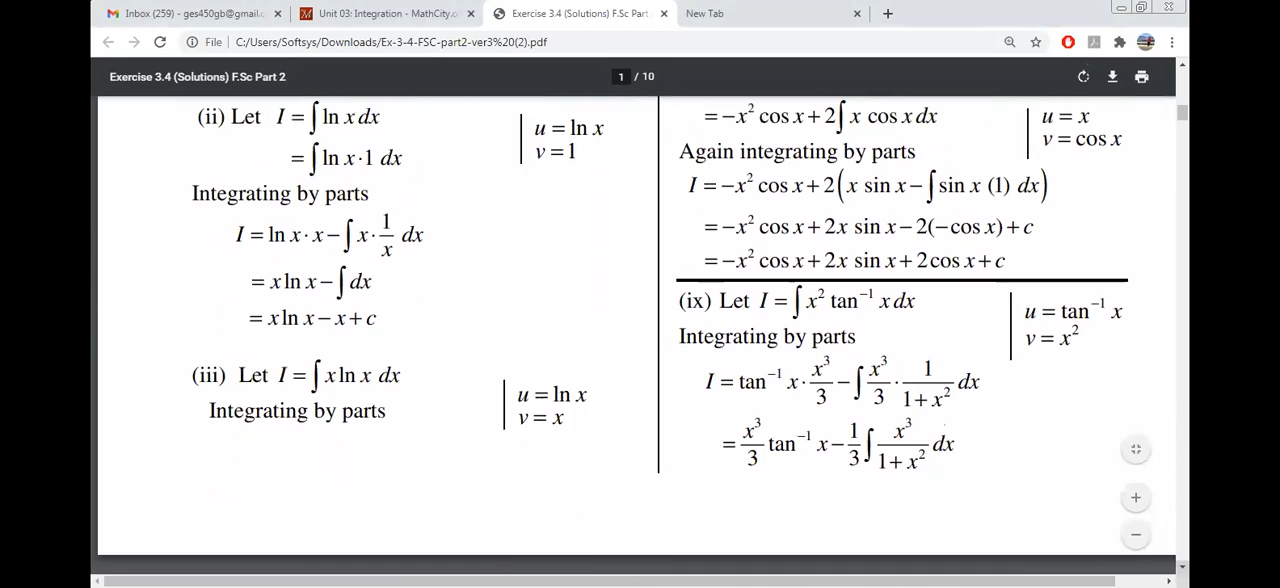 Inbox (259) - ges450gb@gmail.c
Unit 03: Integration - MathCity.o
Exercise 3.4 (Solutions) F.Sc Part
New Tab
File C:/Users/Softsys/Downloads/Ex-3-4-FSC-part2-ver3%20(2).pdf
Exercise 3.4 (Solutions) F.Sc Part 2
1 / 10
(ii) Let I = ∫ ln x dx
= ∫ ln x · 1 dx
u = ln x
v = 1
Integrating by parts
I = ln x · x − ∫ x · 1/x dx
= x ln x − ∫ dx
= x ln x − x + c
(iii) Let I = ∫ x ln x dx
Integrating by parts
u = ln x
v = x
= −x² cos x + 2∫ x cos x dx
u = x
v = cos x
Again integrating by parts
I = −x² cos x + 2(x sin x − ∫ sin x (1) dx)
= −x² cos x + 2x sin x − 2(−cos x) + c
= −x² cos x + 2x sin x + 2cos x + c
(ix) Let I = ∫ x² tan⁻¹ x dx
Integrating by parts
u = tan⁻¹ x
v = x²
I = tan⁻¹ x · x³/3 − ∫ x³/3 · 1/(1 + x²) dx
= x³/3 tan⁻¹ x − 1/3 ∫ x³/(1 + x²) dx